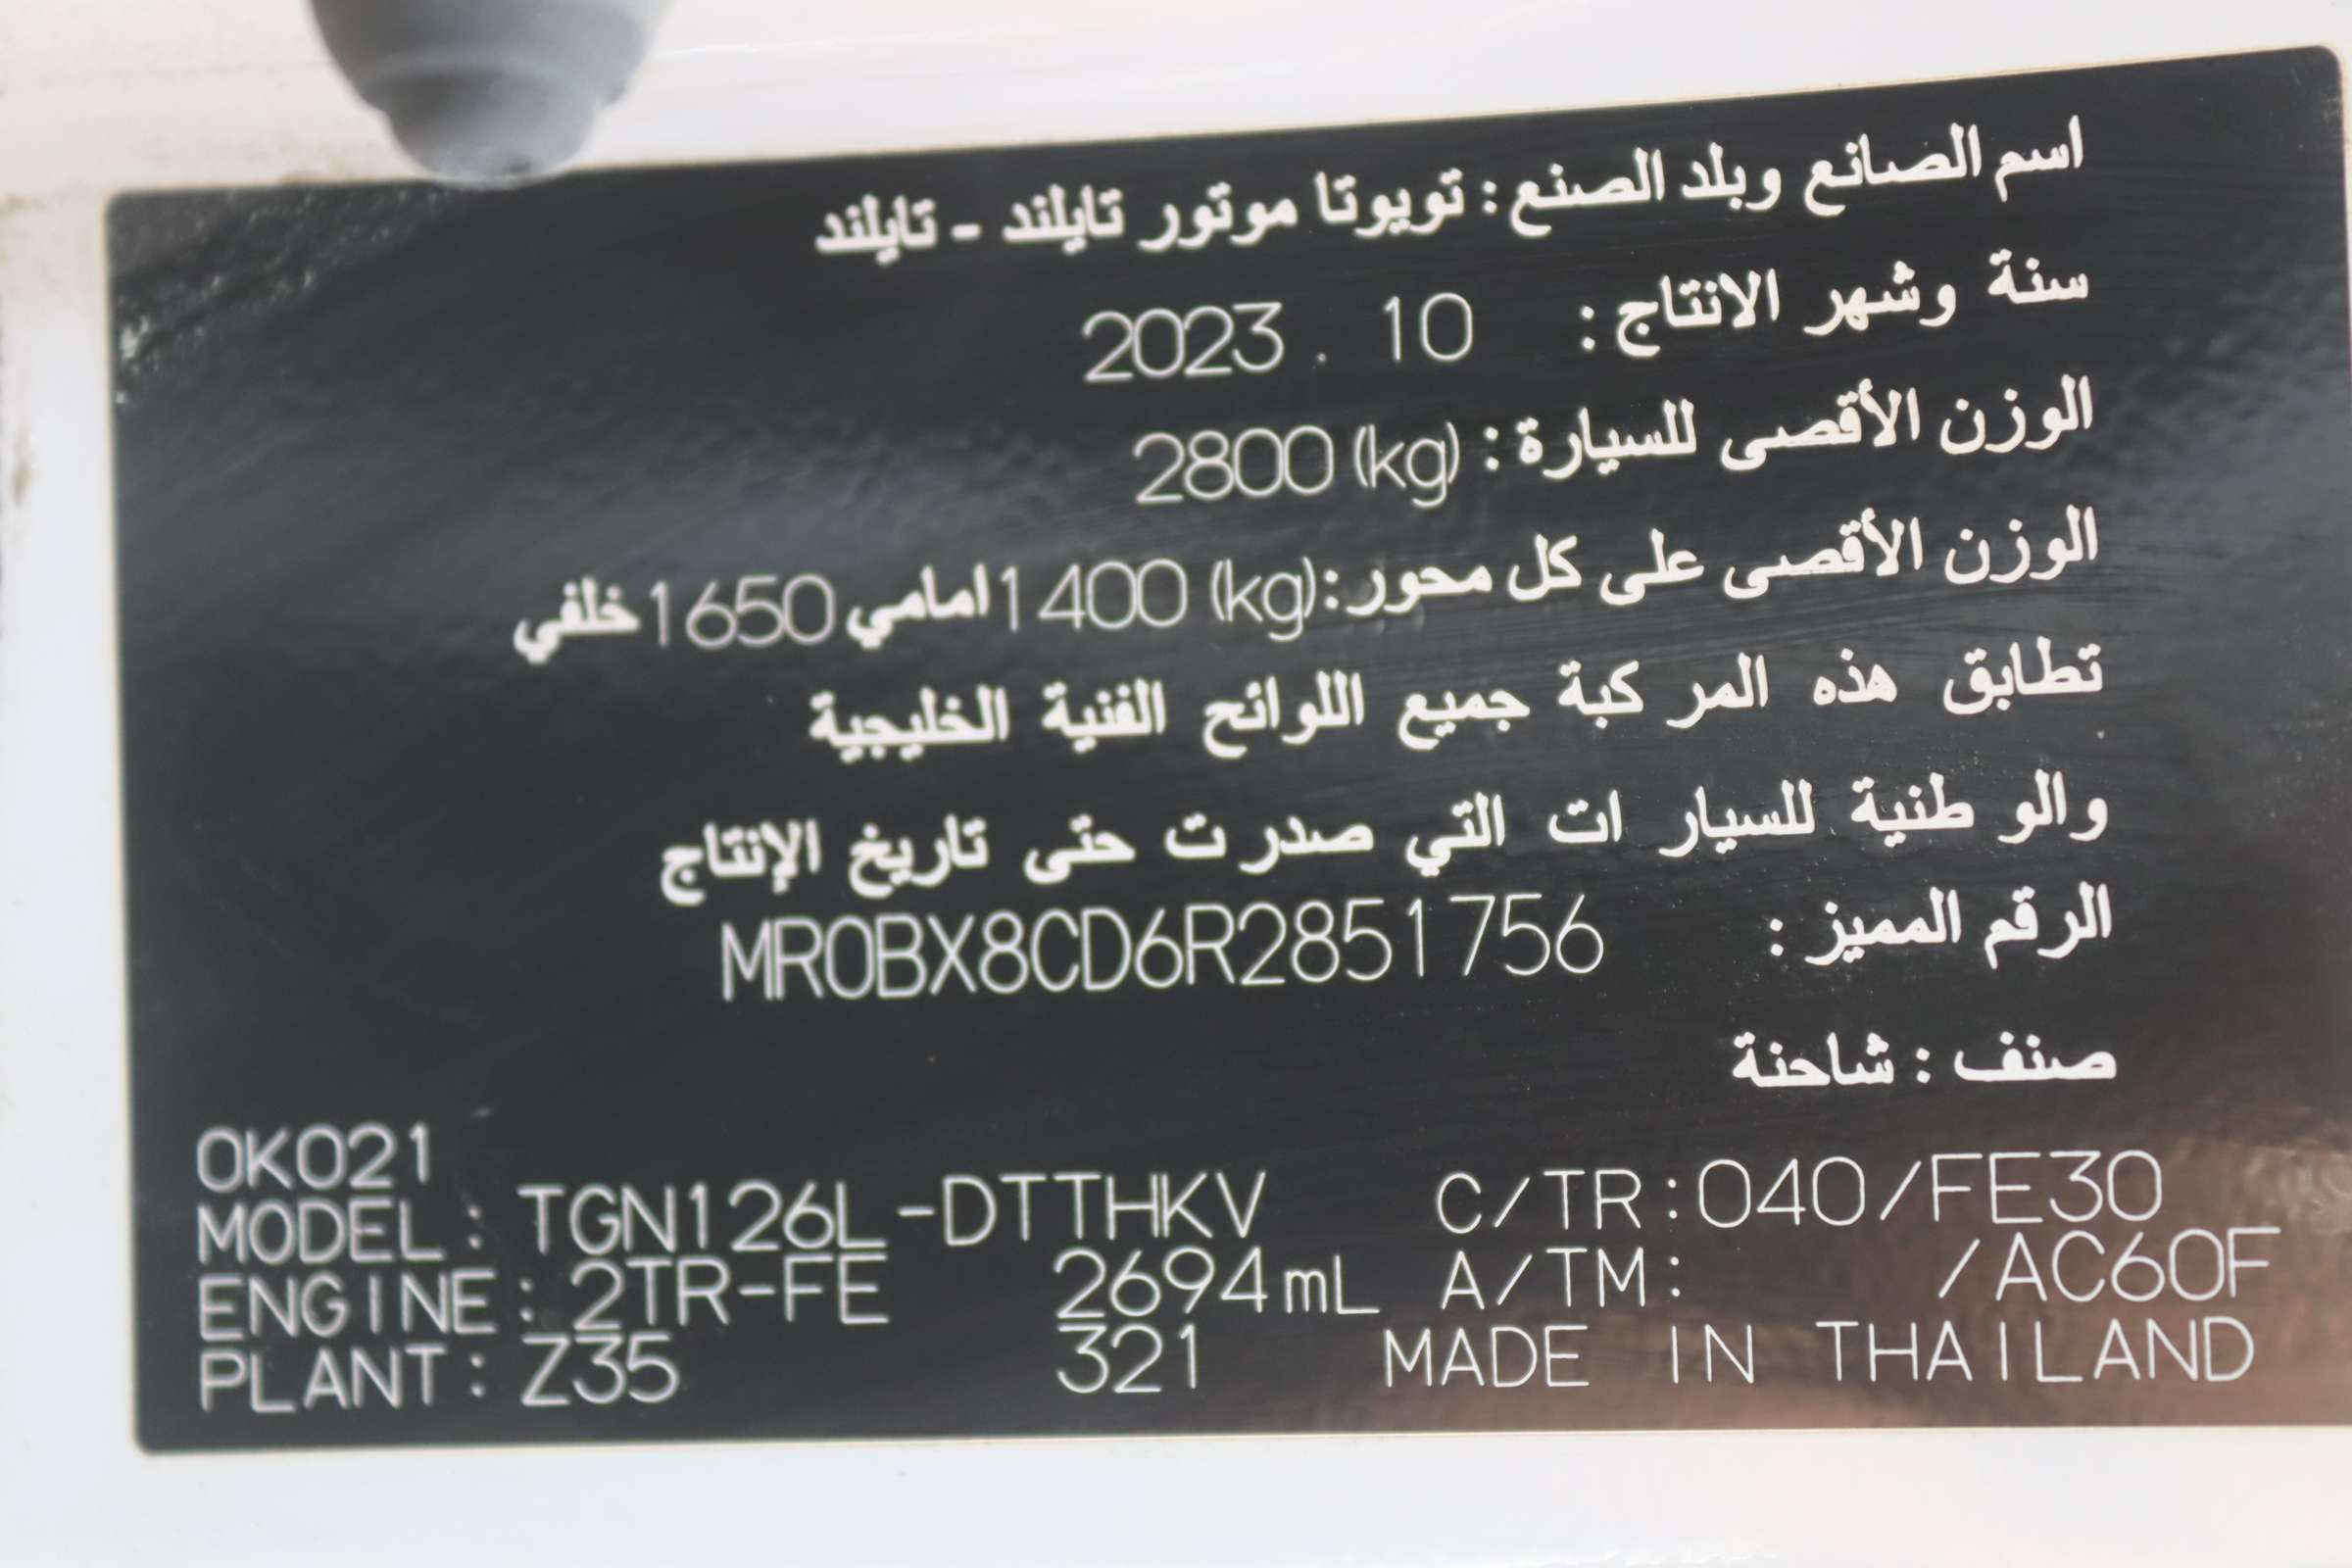 اسم الصانع وبلد الصنع: تويوتا موتور تايلند - تايلند
سنة وشهر الانتاج: 2023 . 10
الوزن الأقصى للسيارة: 2800 (kg)
الوزن الأقصى على كل محور: (kg) 1400 امامي 1650 خلفي
تطابق هذه المركبة جميع اللوائح الفنية الخليجية
والوطنية للسيارات التي صدرت حتى تاريخ الإنتاج
الرقم المميز: MR0BX8CD6R2851756
صنف: شاحنة
0K021
MODEL: TGN126L-DTTHKV C/TR:040/FE30
ENGINE: 2TR-FE 2694mL A/TM: /AC60F
PLANT: Z35 321 MADE IN THAILAND